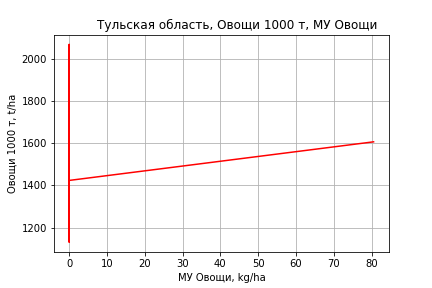 Тульская область, Овощи 1000 т, МУ Овощи
Овощи 1000 т, t/ha
2000
1800
1600
1400
1200
0 10 20 30 40 50 60 70 80
МУ Овощи, kg/ha